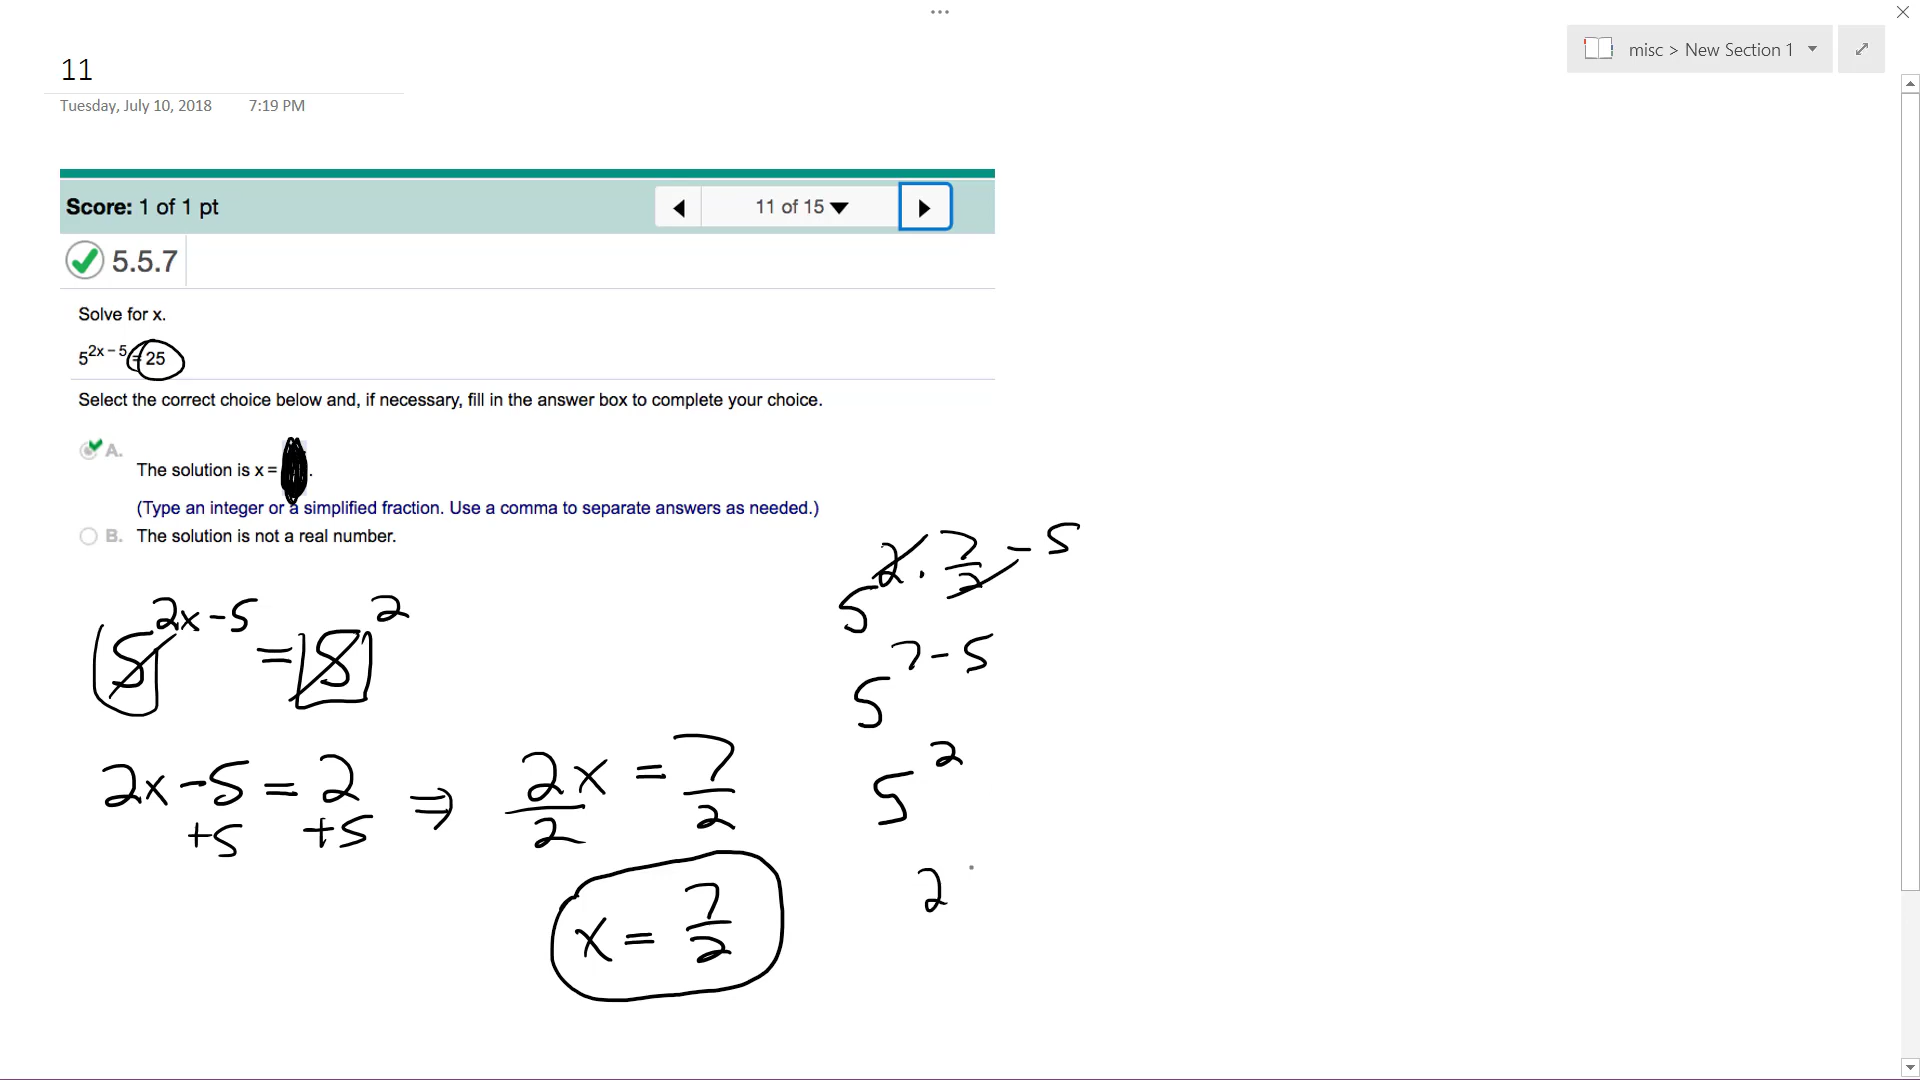 misc > New Section 1
11
Tuesday, July 10, 2018 7:19 PM
Score: 1 of 1 pt
11 of 15
5.5.7
Solve for x.
5^{2x – 5} = 25
Select the correct choice below and, if necessary, fill in the answer box to complete your choice.
A.
The solution is x = .
(Type an integer or a simplified fraction. Use a comma to separate answers as needed.)
B. The solution is not a real number.
5^{2x-5} = 5^2
2x - 5 = 2 ⇒ 2x = 7
+5 +5 2 2
x = 7/2
5^{2 · 7/2 - 5}
5^{7-5}
5^2
2